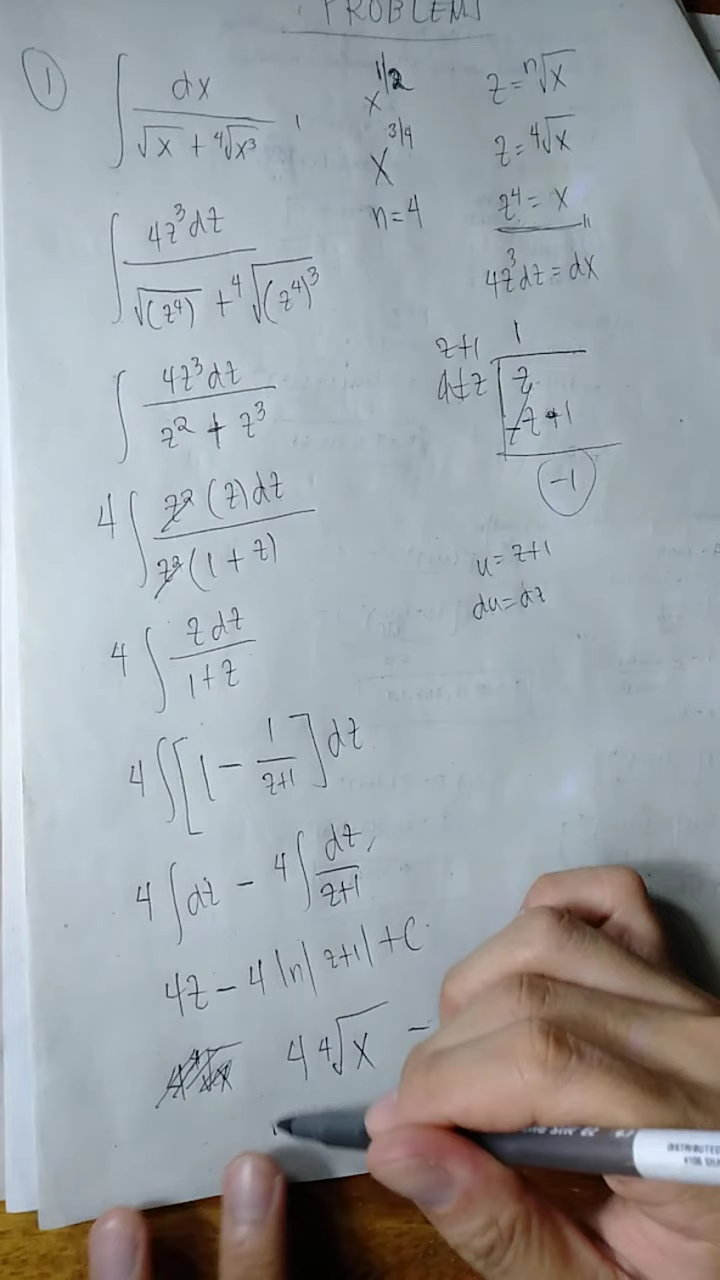 PROBLEMS
① ∫ dx / (√x + ⁴√x³)
x^1/2
z = ⁿ√x
x^3/4
z = ⁴√x
n = 4
z⁴ = x
4z³dz = dx
∫ 4z³dz / (√(z⁴) + ⁴√(z⁴)³)
∫ 4z³dz / (z² + z³)
z+1
1
z
-z+1
-1
4 ∫ z²(z)dz / z²(1+z)
u = z+1
du = dz
4 ∫ zdz / (1+z)
4 ∫ [1 - 1/(z+1)] dz
4 ∫ dz - 4 ∫ dz/(z+1)
4z - 4 ln|z+1| + C
4 ⁴√x -